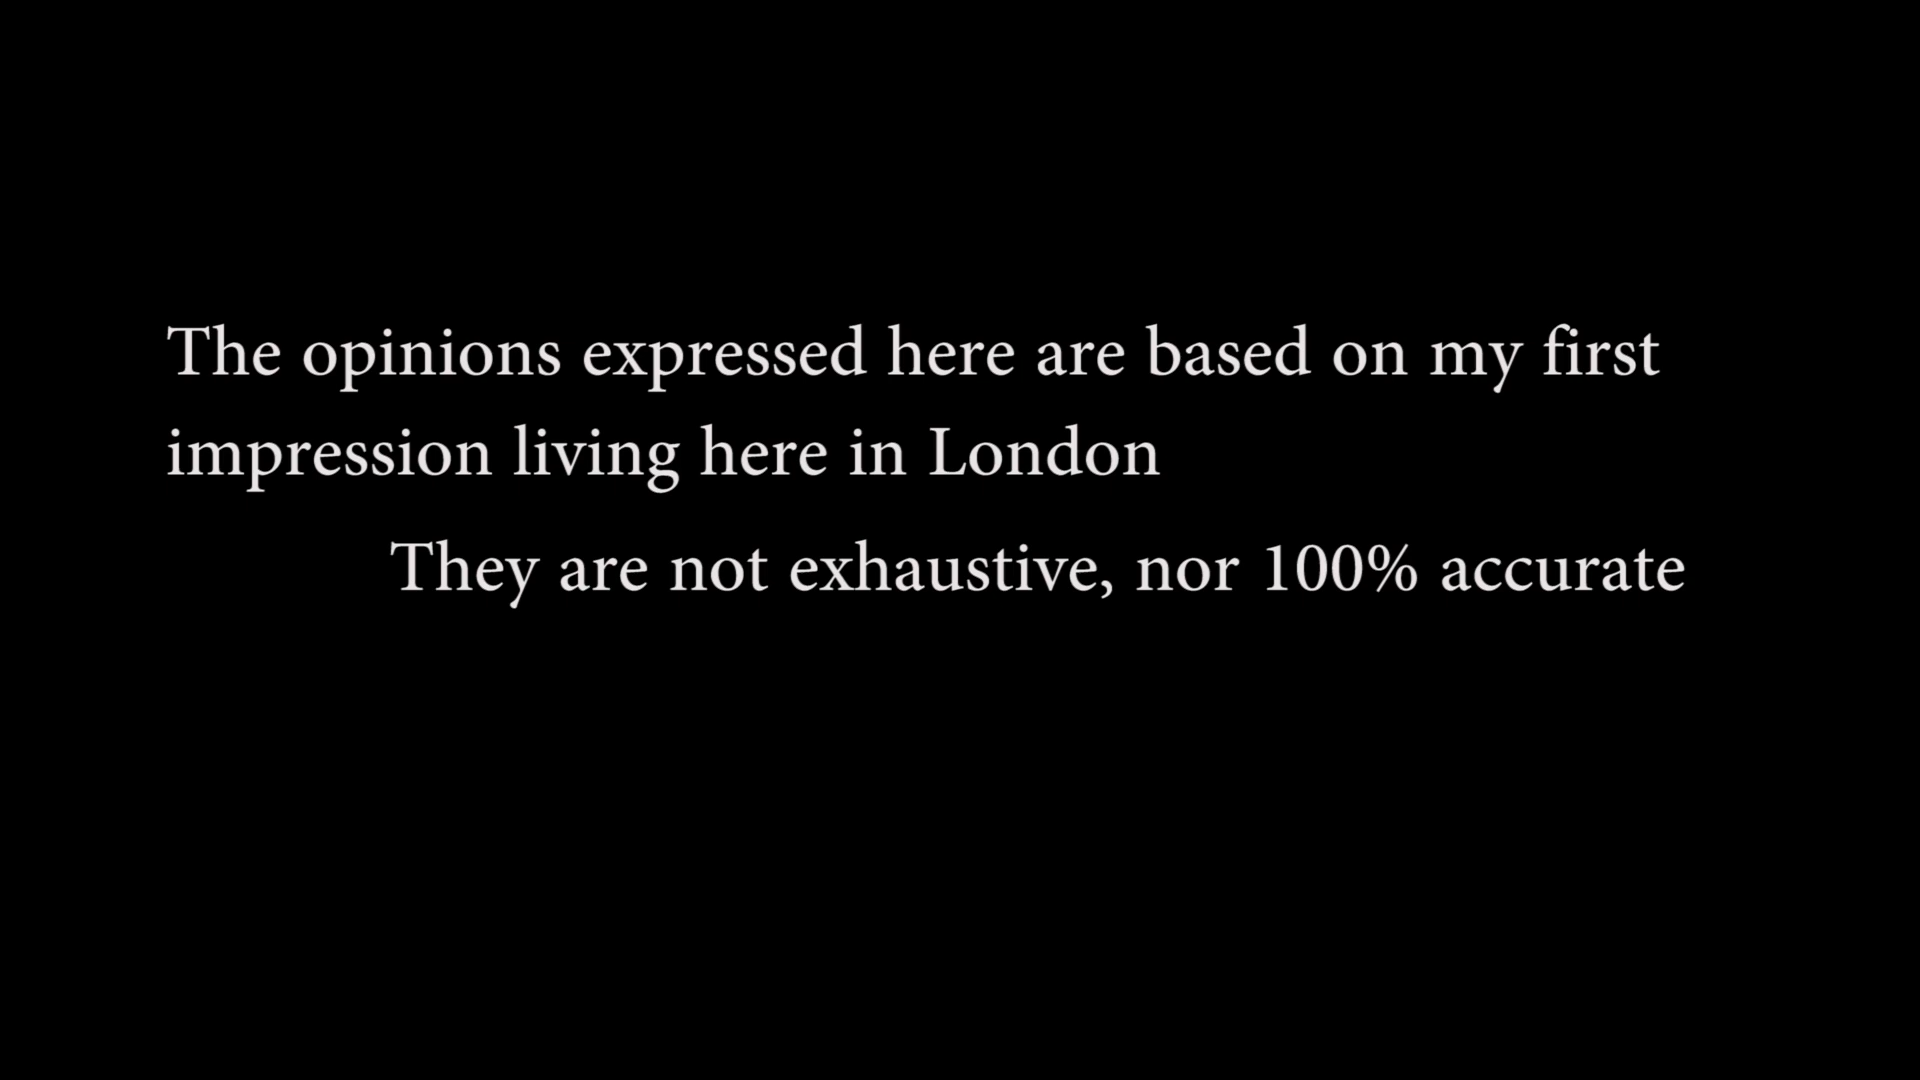 The opinions expressed here are based on my first
impression living here in London
They are not exhaustive, nor 100% accurate